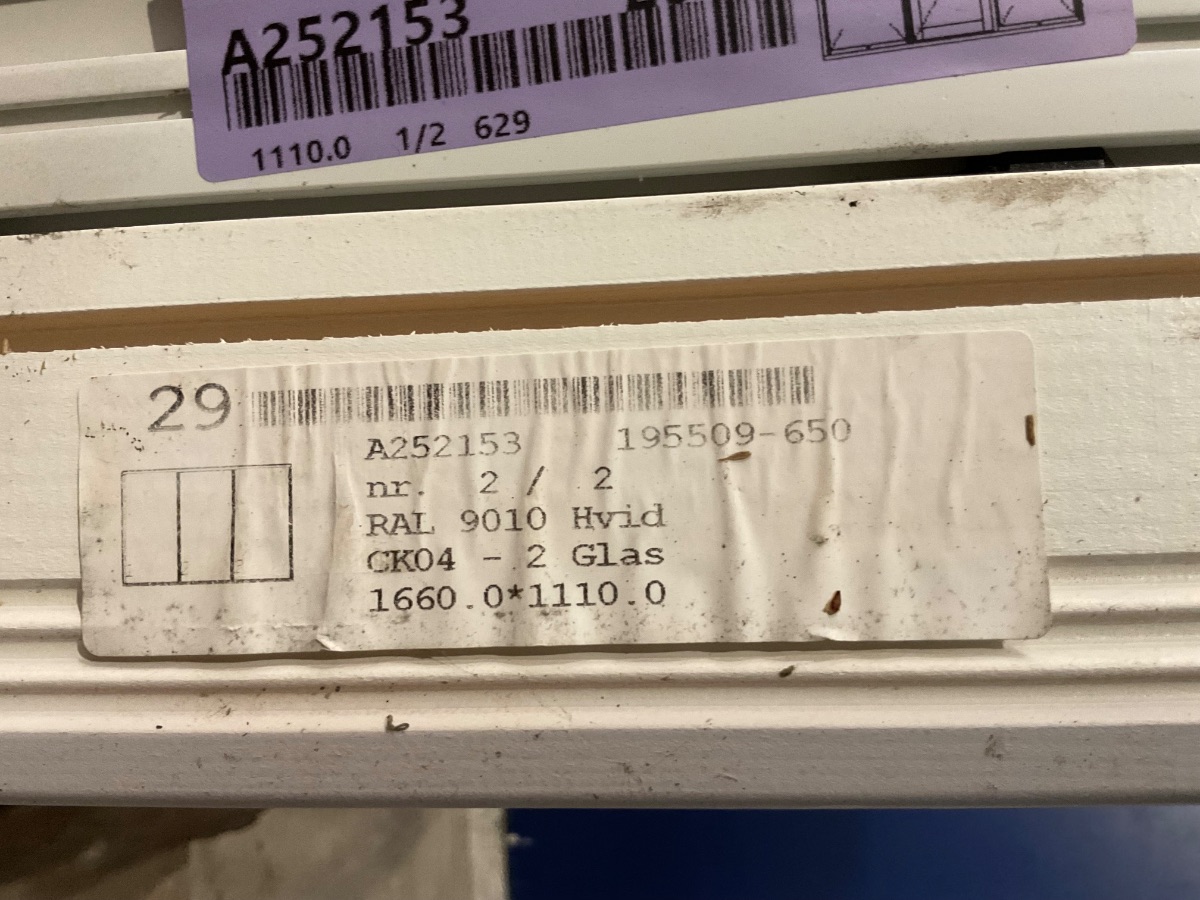 A252153
1110.0 1/2 629
29
A252153 195509-650
nr. 2 / 2
RAL 9010 Hvid
CK04 - 2 Glas
1660.0*1110.0